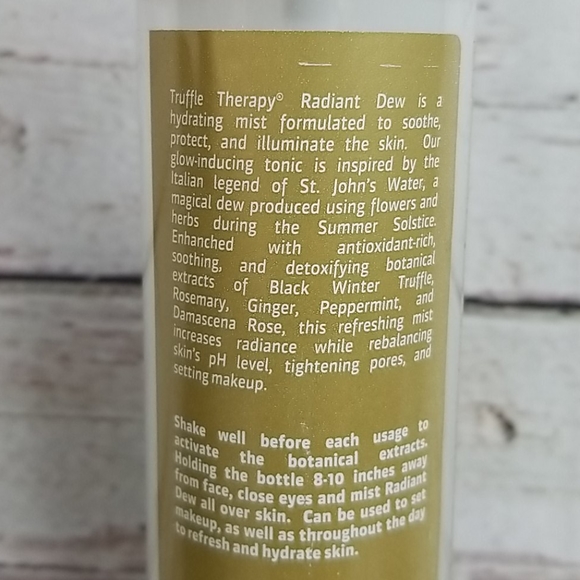 Truffle Therapy® Radiant Dew is a
hydrating mist formulated to soothe,
protect, and illuminate the skin. Our
glow-inducing tonic is inspired by the
Italian legend of St. John's Water, a
magical dew produced using flowers and
herbs during the Summer Solstice.
Enhanched with antioxidant-rich,
soothing, and detoxifying botanical
extracts of Black Winter Truffle,
Rosemary, Ginger, Peppermint, and
Damascena Rose, this refreshing mist
increases radiance while rebalancing
skin's pH level, tightening pores, and
setting makeup.
Shake well before each usage to
activate the botanical extracts.
Holding the bottle 8-10 inches away
from face, close eyes and mist Radiant
Dew all over skin. Can be used to set
makeup, as well as throughout the day
to refresh and hydrate skin.